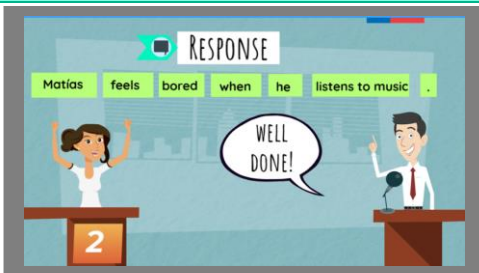 RESPONSE
Matías feels bored when he listens to music .
WELL
DONE!
2